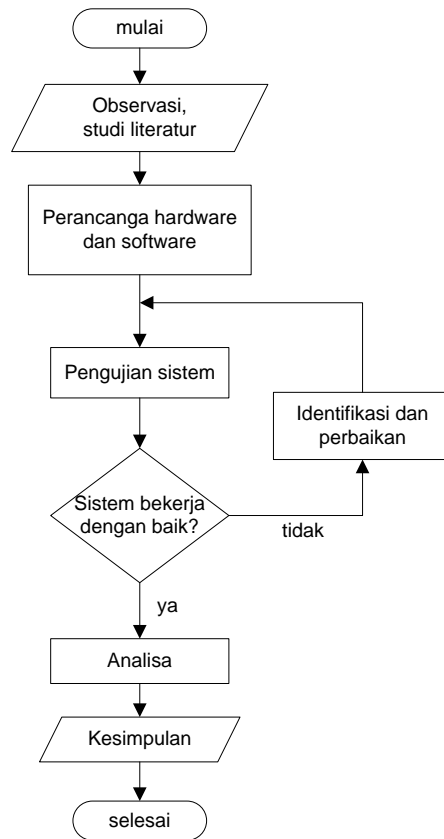 mulai
Observasi,
studi literatur
Perancanga hardware
dan software
Pengujian sistem
Identifikasi dan
perbaikan
Sistem bekerja
dengan baik?
tidak
ya
Analisa
Kesimpulan
selesai